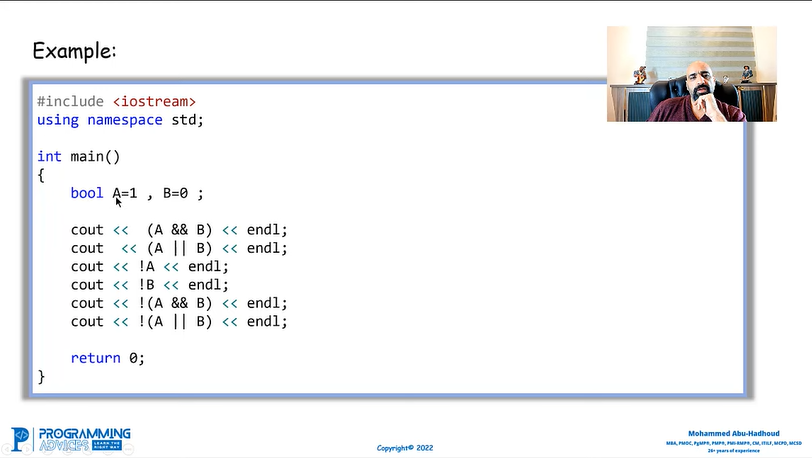 Example:
#include <iostream>
using namespace std;
int main()
{
bool A=1 , B=0 ;
cout << (A && B) << endl;
cout << (A || B) << endl;
cout << !A << endl;
cout << !B << endl;
cout << !(A && B) << endl;
cout << !(A || B) << endl;
return 0;
}
PROGRAMMING
ADVICES LEARN THE RIGHT WAY
Copyright© 2022
Mohammed Abu-Hadhoud
MBA, PMOC, PgMP®, PMP®, PMI-RMP®, CM, ITILF, MCPD, MCSD
26+ years of experience